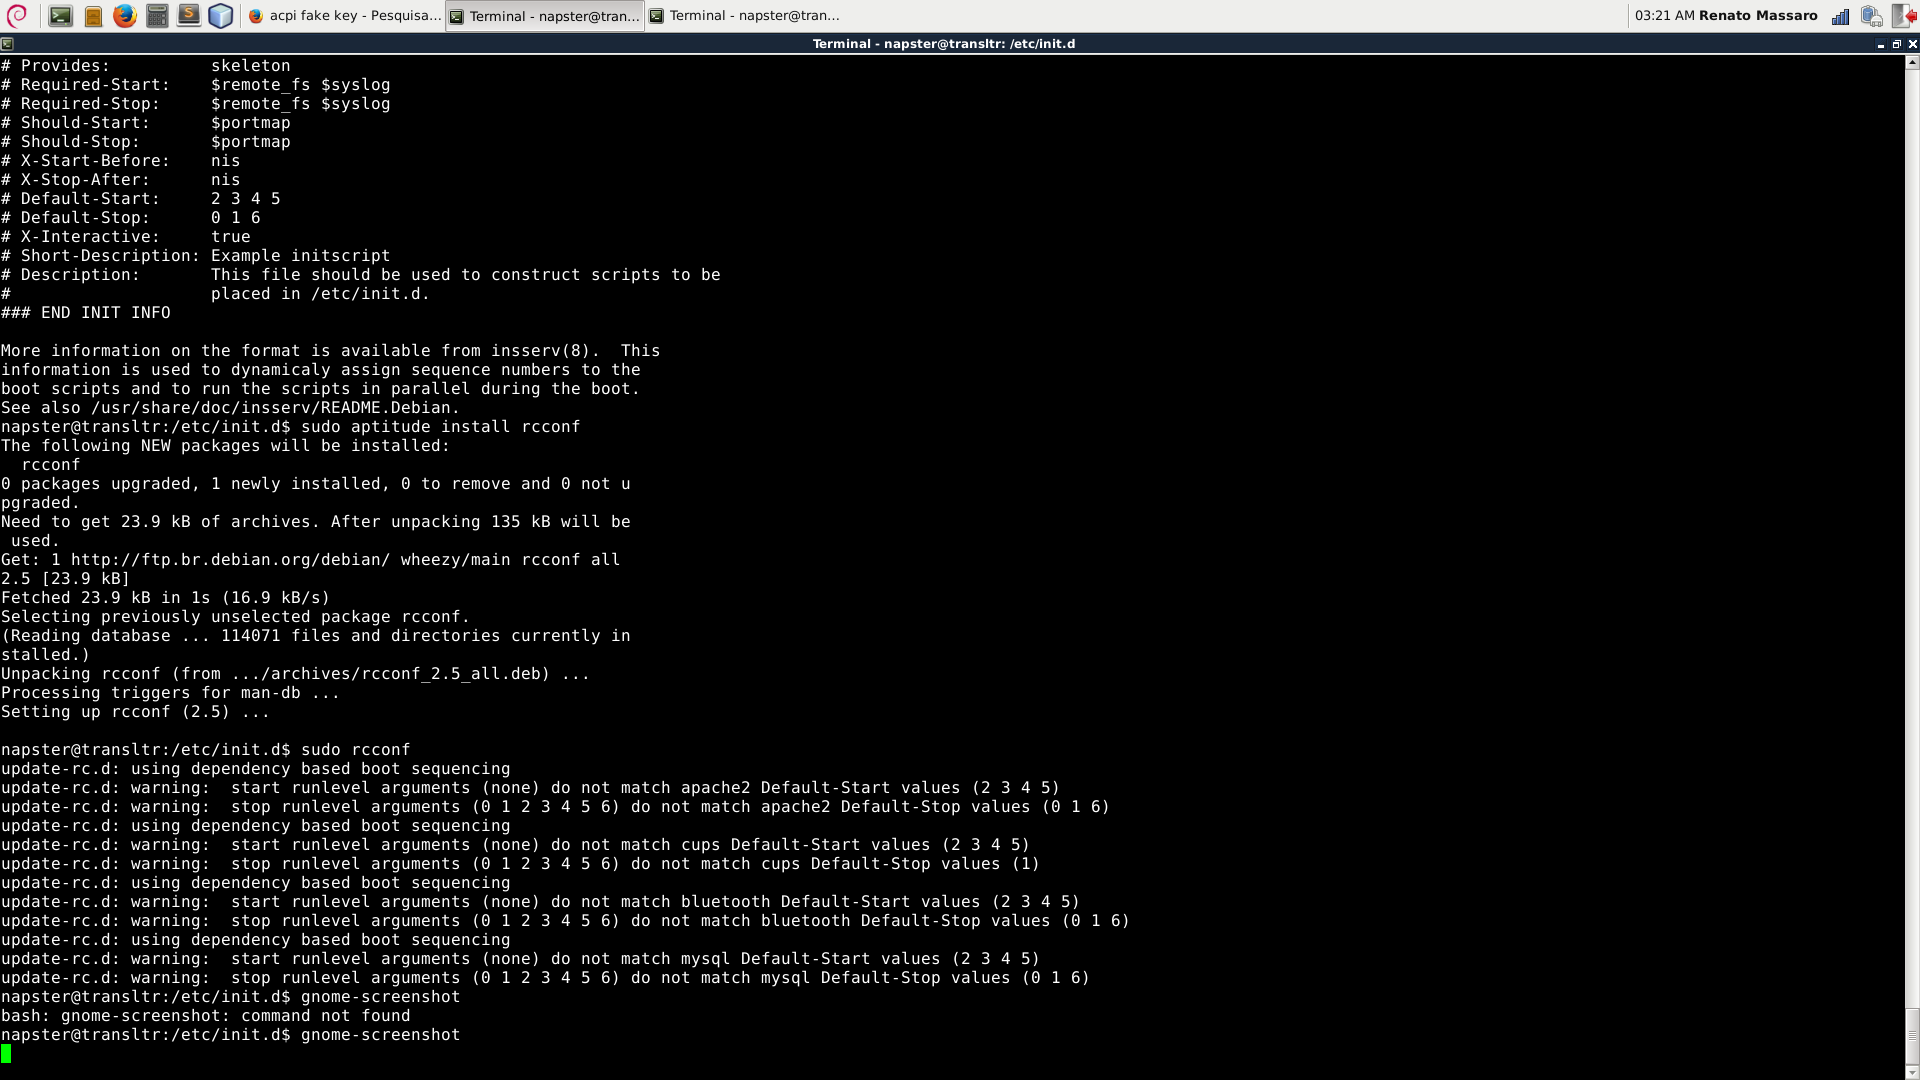 acpi fake key - Pesquisa...
Terminal - napster@tran...
Terminal - napster@tran...
03:21 AM Renato Massaro
Terminal - napster@transltr: /etc/init.d
# Provides:          skeleton
# Required-Start:    $remote_fs $syslog
# Required-Stop:     $remote_fs $syslog
# Should-Start:      $portmap
# Should-Stop:       $portmap
# X-Start-Before:    nis
# X-Stop-After:      nis
# Default-Start:     2 3 4 5
# Default-Stop:      0 1 6
# X-Interactive:     true
# Short-Description: Example initscript
# Description:       This file should be used to construct scripts to be
#                    placed in /etc/init.d.
### END INIT INFO
More information on the format is available from insserv(8).  This
information is used to dynamicaly assign sequence numbers to the
boot scripts and to run the scripts in parallel during the boot.
See also /usr/share/doc/insserv/README.Debian.
napster@transltr:/etc/init.d$ sudo aptitude install rcconf
The following NEW packages will be installed:
  rcconf
0 packages upgraded, 1 newly installed, 0 to remove and 0 not u
pgraded.
Need to get 23.9 kB of archives. After unpacking 135 kB will be
 used.
Get: 1 http://ftp.br.debian.org/debian/ wheezy/main rcconf all
2.5 [23.9 kB]
Fetched 23.9 kB in 1s (16.9 kB/s)
Selecting previously unselected package rcconf.
(Reading database ... 114071 files and directories currently in
stalled.)
Unpacking rcconf (from .../archives/rcconf_2.5_all.deb) ...
Processing triggers for man-db ...
Setting up rcconf (2.5) ...
napster@transltr:/etc/init.d$ sudo rcconf
update-rc.d: using dependency based boot sequencing
update-rc.d: warning:  start runlevel arguments (none) do not match apache2 Default-Start values (2 3 4 5)
update-rc.d: warning:  stop runlevel arguments (0 1 2 3 4 5 6) do not match apache2 Default-Stop values (0 1 6)
update-rc.d: using dependency based boot sequencing
update-rc.d: warning:  start runlevel arguments (none) do not match cups Default-Start values (2 3 4 5)
update-rc.d: warning:  stop runlevel arguments (0 1 2 3 4 5 6) do not match cups Default-Stop values (1)
update-rc.d: using dependency based boot sequencing
update-rc.d: warning:  start runlevel arguments (none) do not match bluetooth Default-Start values (2 3 4 5)
update-rc.d: warning:  stop runlevel arguments (0 1 2 3 4 5 6) do not match bluetooth Default-Stop values (0 1 6)
update-rc.d: using dependency based boot sequencing
update-rc.d: warning:  start runlevel arguments (none) do not match mysql Default-Start values (2 3 4 5)
update-rc.d: warning:  stop runlevel arguments (0 1 2 3 4 5 6) do not match mysql Default-Stop values (0 1 6)
napster@transltr:/etc/init.d$ gnome-screenshot
bash: gnome-screenshot: command not found
napster@transltr:/etc/init.d$ gnome-screenshot